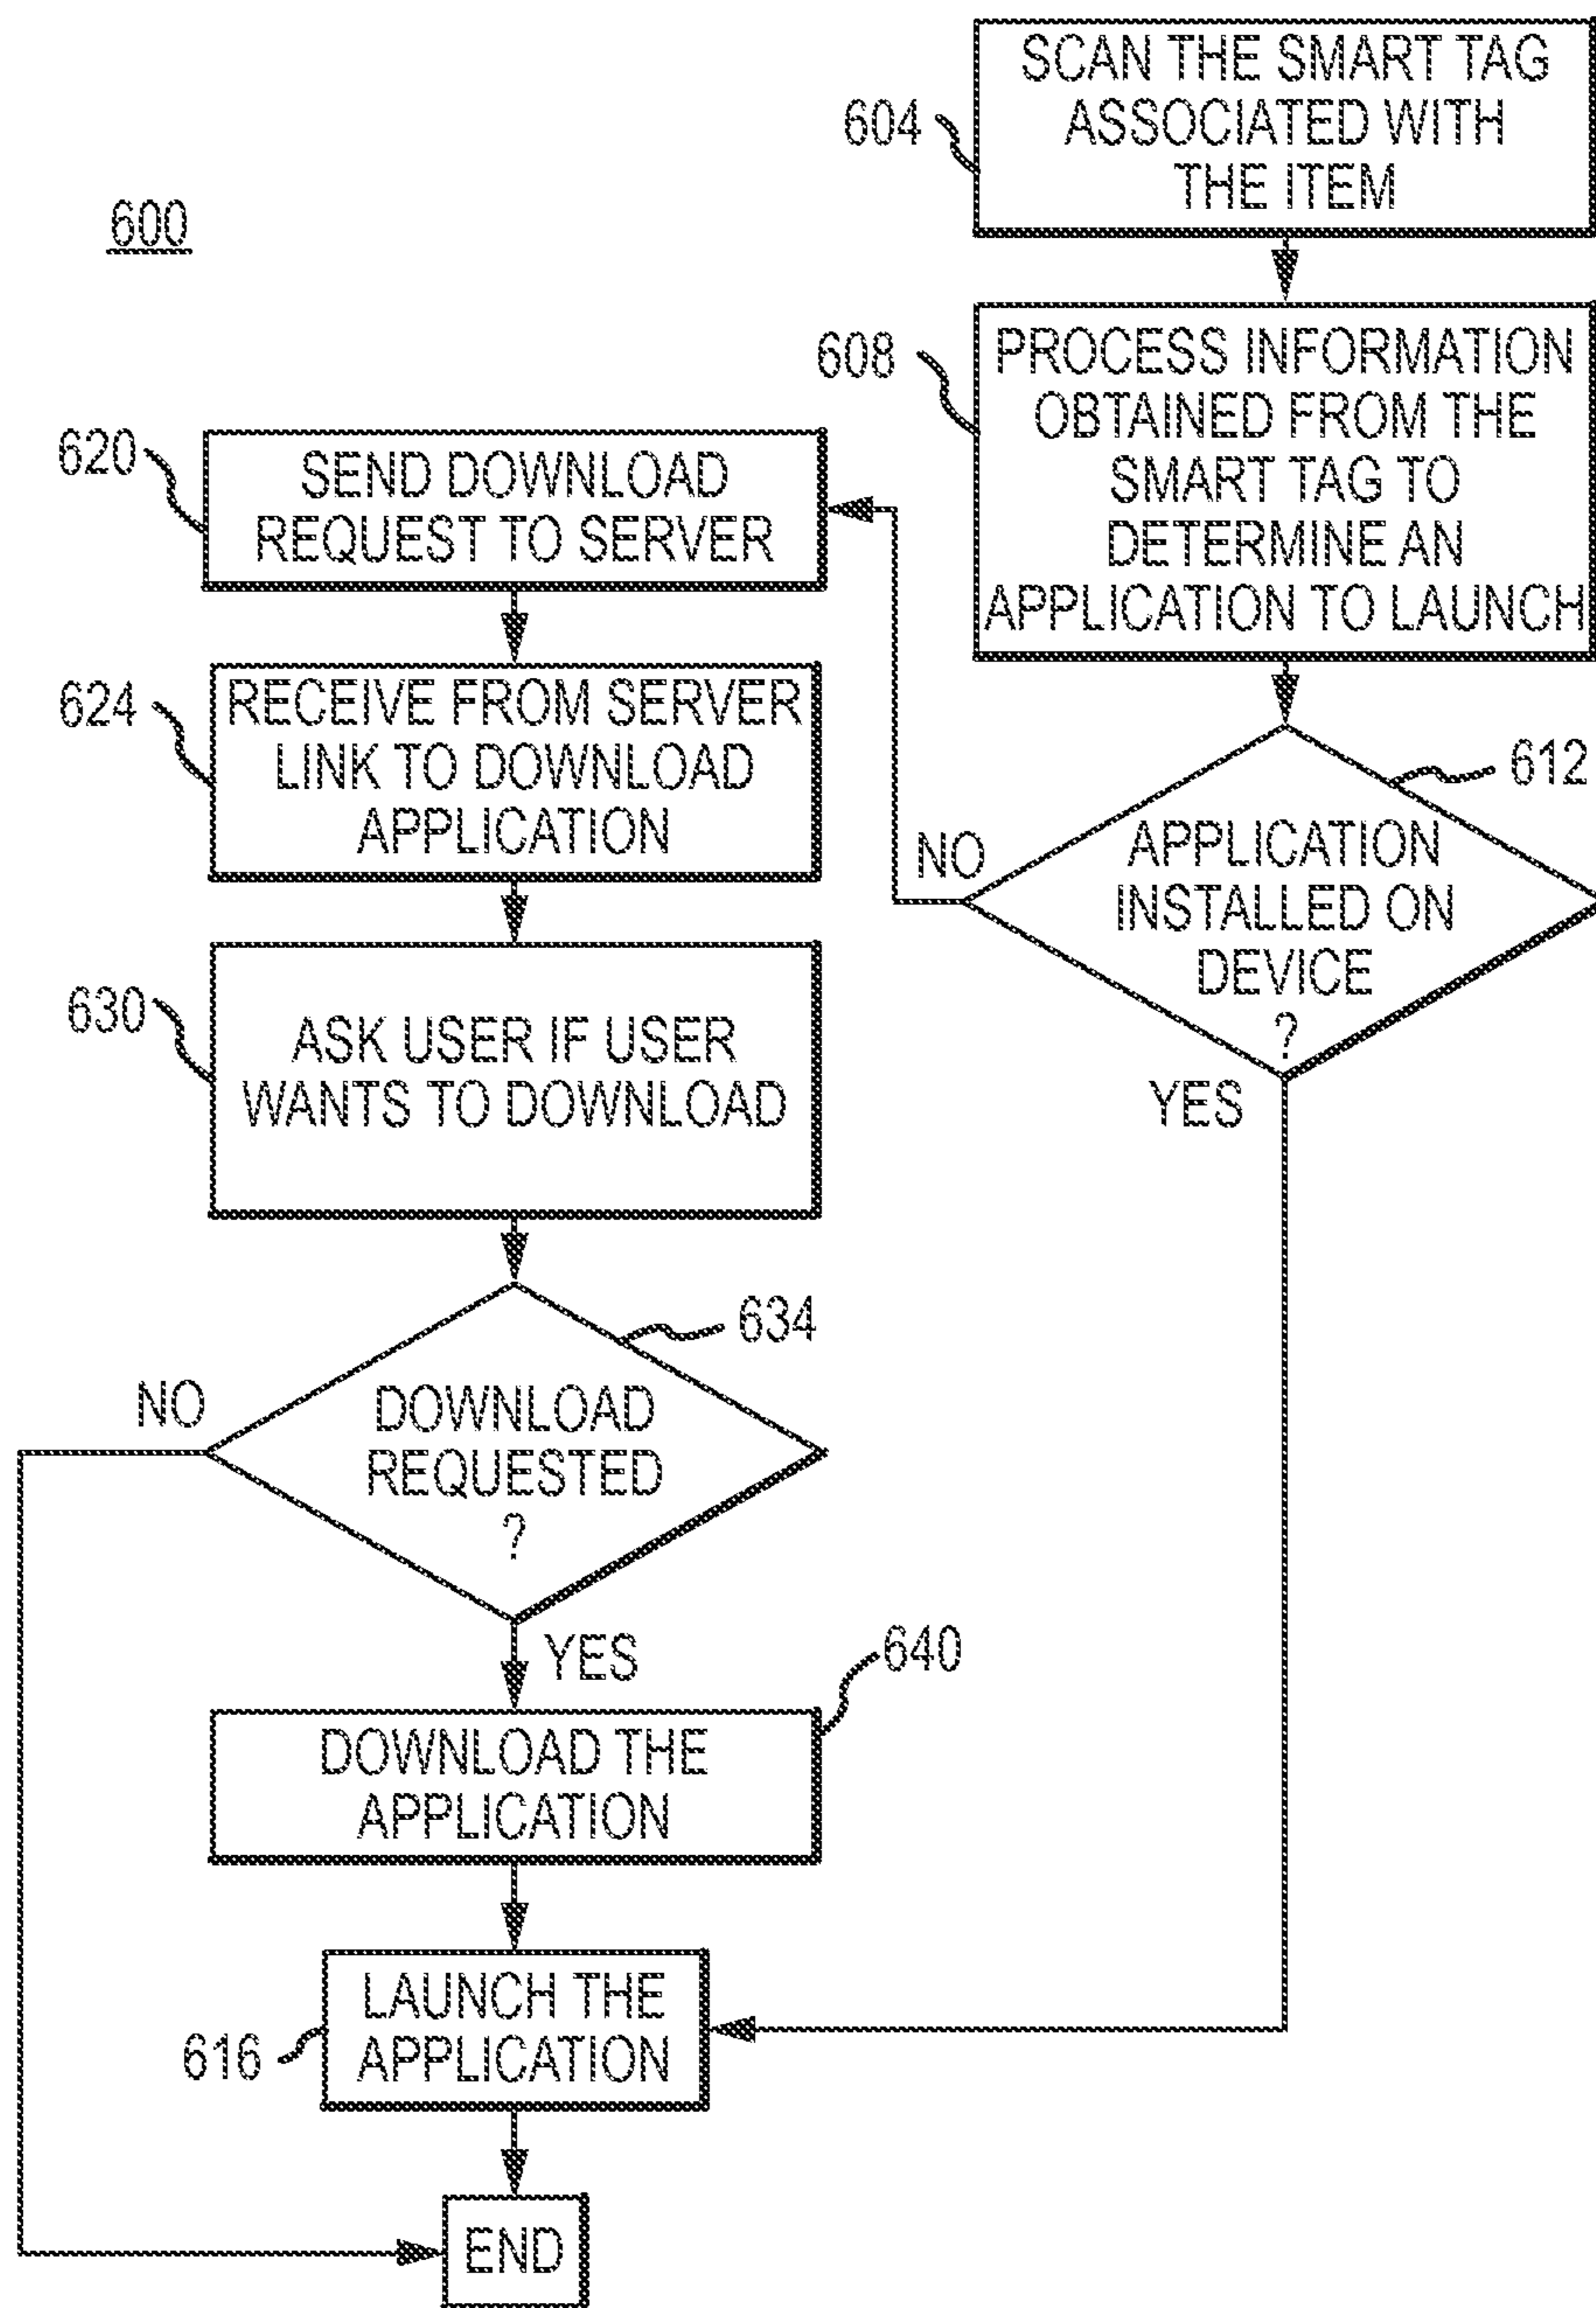 600
604
SCAN THE SMART TAG
ASSOCIATED WITH
THE ITEM
608
PROCESS INFORMATION
OBTAINED FROM THE
SMART TAG TO
DETERMINE AN
APPLICATION TO LAUNCH
612
APPLICATION
INSTALLED ON
DEVICE
?
NO
YES
620
SEND DOWNLOAD
REQUEST TO SERVER
624
RECEIVE FROM SERVER
LINK TO DOWNLOAD
APPLICATION
630
ASK USER IF USER
WANTS TO DOWNLOAD
634
DOWNLOAD
REQUESTED
?
NO
YES
640
DOWNLOAD THE
APPLICATION
616
LAUNCH THE
APPLICATION
END